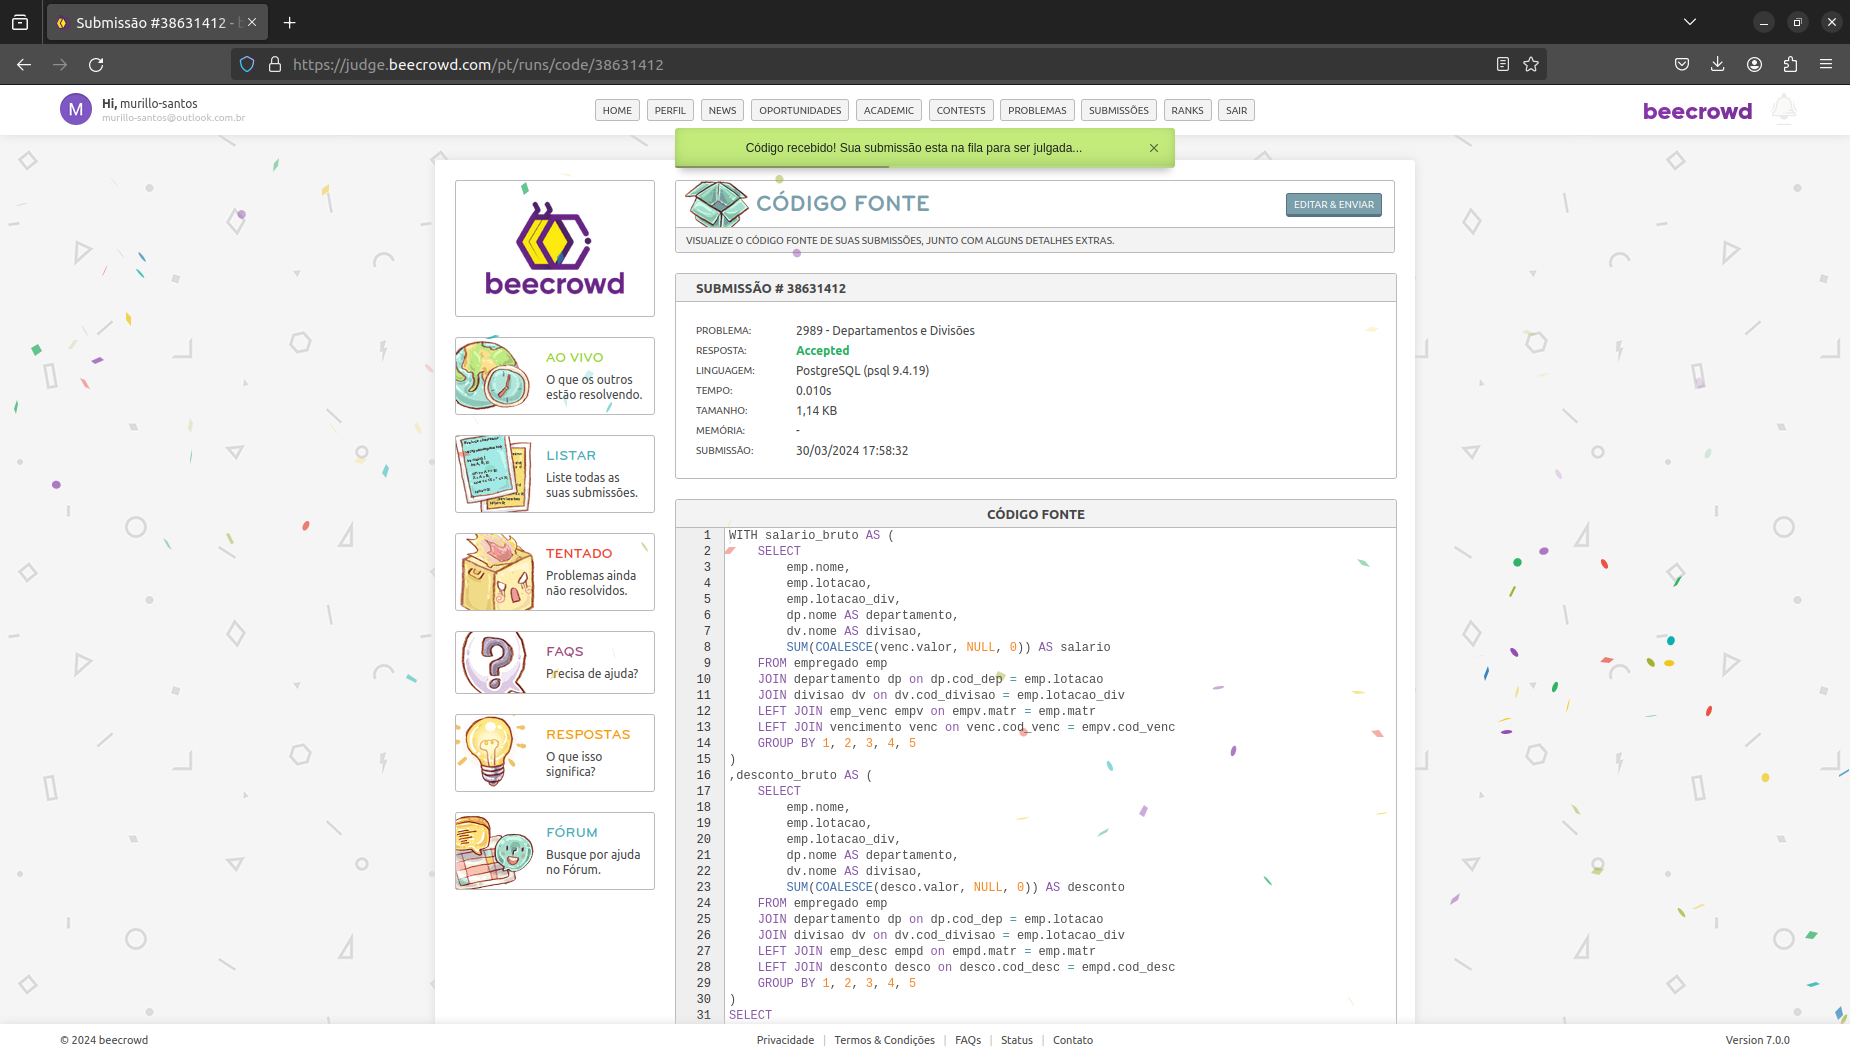 Submissão #38631412 -
https://judge.beecrowd.com/pt/runs/code/38631412
M
Hi, murillo-santos
murillo-santos@outlook.com.br
HOME
PERFIL
NEWS
OPORTUNIDADES
ACADEMIC
CONTESTS
PROBLEMAS
SUBMISSÕES
RANKS
SAIR
beecrowd
Código recebido! Sua submissão esta na fila para ser julgada...
beecrowd
AO VIVO
O que os outros
estão resolvendo.
LISTAR
Liste todas as
suas submissões.
TENTADO
Problemas ainda
não resolvidos.
FAQS
Precisa de ajuda?
RESPOSTAS
O que isso
significa?
FÓRUM
Busque por ajuda
no Fórum.
CÓDIGO FONTE
EDITAR & ENVIAR
VISUALIZE O CÓDIGO FONTE DE SUAS SUBMISSÕES, JUNTO COM ALGUNS DETALHES EXTRAS.
SUBMISSÃO # 38631412
PROBLEMA: 2989 - Departamentos e Divisões
RESPOSTA: Accepted
LINGUAGEM: PostgreSQL (psql 9.4.19)
TEMPO: 0.010s
TAMANHO: 1,14 KB
MEMÓRIA: -
SUBMISSÃO: 30/03/2024 17:58:32
CÓDIGO FONTE
1 WITH salario_bruto AS (
2 SELECT
3 emp.nome,
4 emp.lotacao,
5 emp.lotacao_div,
6 dp.nome AS departamento,
7 dv.nome AS divisao,
8 SUM(COALESCE(venc.valor, NULL, 0)) AS salario
9 FROM empregado emp
10 JOIN departamento dp on dp.cod_dep = emp.lotacao
11 JOIN divisao dv on dv.cod_divisao = emp.lotacao_div
12 LEFT JOIN emp_venc empv on empv.matr = emp.matr
13 LEFT JOIN vencimento venc on venc.cod_venc = empv.cod_venc
14 GROUP BY 1, 2, 3, 4, 5
15 )
16 ,desconto_bruto AS (
17 SELECT
18 emp.nome,
19 emp.lotacao,
20 emp.lotacao_div,
21 dp.nome AS departamento,
22 dv.nome AS divisao,
23 SUM(COALESCE(desco.valor, NULL, 0)) AS desconto
24 FROM empregado emp
25 JOIN departamento dp on dp.cod_dep = emp.lotacao
26 JOIN divisao dv on dv.cod_divisao = emp.lotacao_div
27 LEFT JOIN emp_desc empd on empd.matr = emp.matr
28 LEFT JOIN desconto desco on desco.cod_desc = empd.cod_desc
29 GROUP BY 1, 2, 3, 4, 5
30 )
31 SELECT
© 2024 beecrowd
Privacidade | Termos & Condições | FAQs | Status | Contato
Version 7.0.0